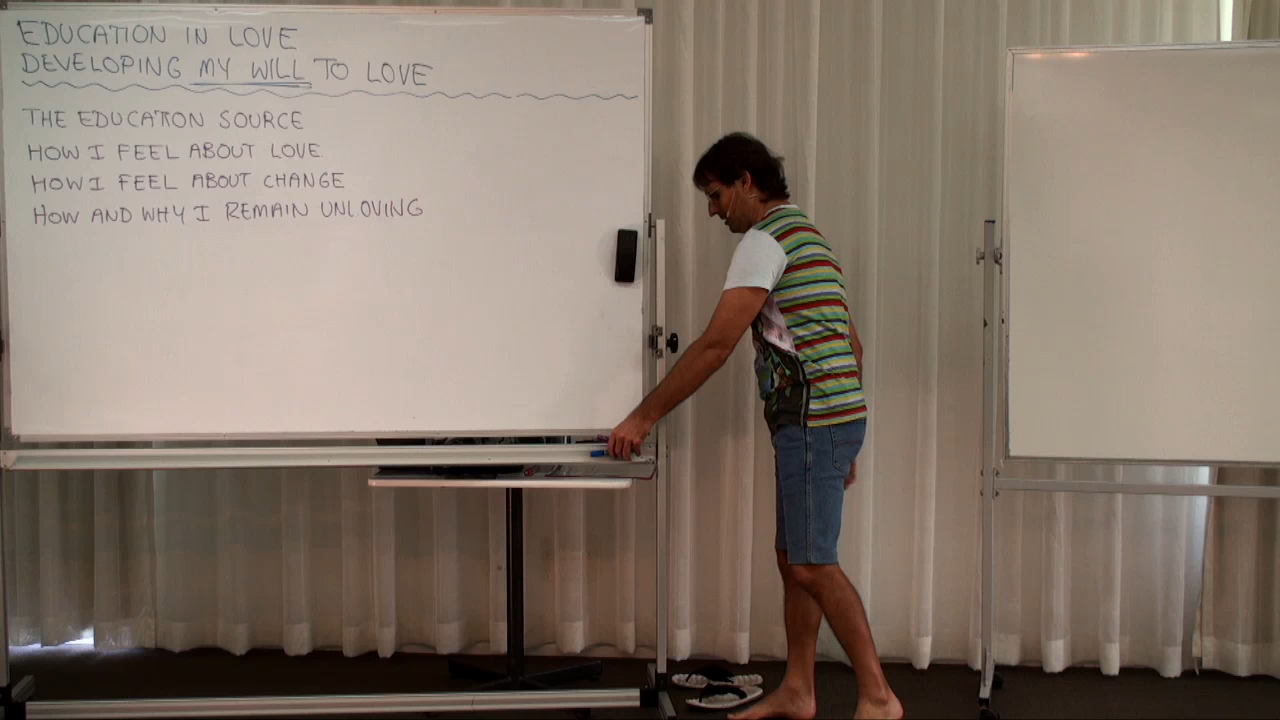 EDUCATION IN LOVE
DEVELOPING MY WILL TO LOVE
THE EDUCATION SOURCE
HOW I FEEL ABOUT LOVE
HOW I FEEL ABOUT CHANGE
HOW AND WHY I REMAIN UNLOVING